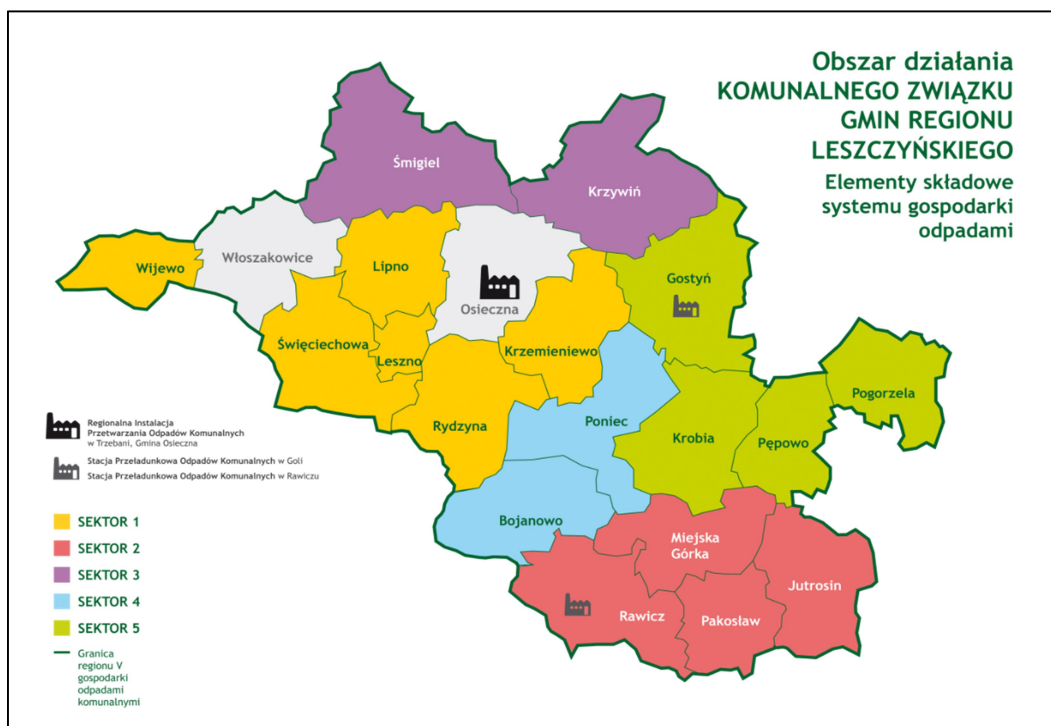 Obszar działania
KOMUNALNEGO ZWIĄZKU
GMIN REGIONU
LESZCZYŃSKIEGO
Elementy składowe
systemu gospodarki
odpadami
Śmigiel
Krzywiń
Włoszakowice
Wijewo
Lipno
Osieczna
Gostyń
Święciechowa
Leszno
Krzemieniewo
Pogorzela
Rydzyna
Poniec
Krobia
Pępowo
Bojanowo
Miejska
Górka
Jutrosin
Rawicz
Pakosław
Regionalna Instalacja
Przetwarzania Odpadów Komunalnych
w Trzebani, Gmina Osieczna
Stacja Przeładunkowa Odpadów Komunalnych w Goli
Stacja Przeładunkowa Odpadów Komunalnych w Rawiczu
SEKTOR 1
SEKTOR 2
SEKTOR 3
SEKTOR 4
SEKTOR 5
Granica
regionu V
gospodarki
odpadami
komunalnymi